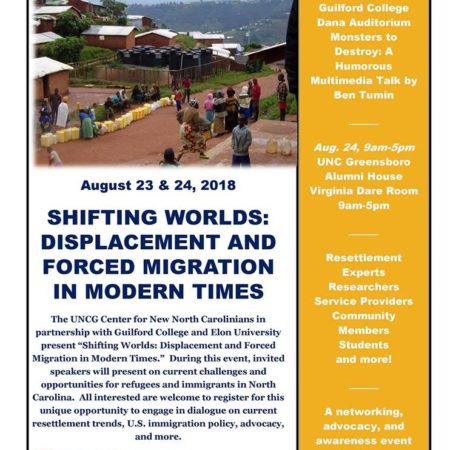 August 23 & 24, 2018
SHIFTING WORLDS:
DISPLACEMENT AND
FORCED MIGRATION
IN MODERN TIMES
The UNCG Center for New North Carolinians in
partnership with Guilford College and Elon University
present “Shifting Worlds: Displacement and Forced
Migration in Modern Times.” During this event, invited
speakers will present on current challenges and
opportunities for refugees and immigrants in North
Carolina. All interested are welcome to register for this
unique opportunity to engage in dialogue on current
resettlement trends, U.S. immigration policy, advocacy,
and more.
Guilford College
Dana Auditorium
Monsters to
Destroy: A
Humorous
Multimedia Talk by
Ben Tumin
Aug. 24, 9am-5pm
UNC Greensboro
Alumni House
Virginia Dare Room
9am-5pm
Resettlement
Experts
Researchers
Service Providers
Community
Members
Students
and more!
A networking,
advocacy, and
awareness event